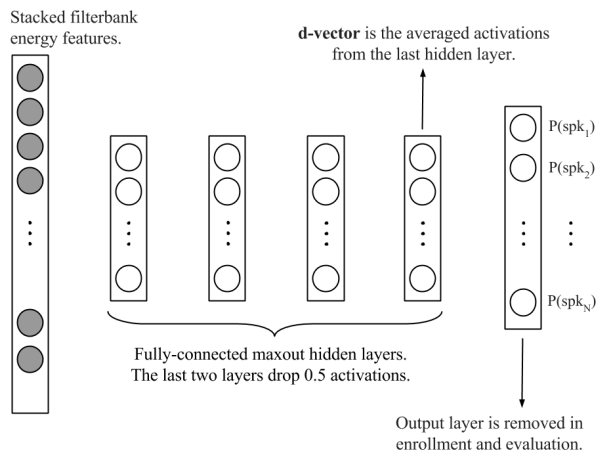 Stacked filterbank
energy features.
d-vector is the averaged activations
from the last hidden layer.
P(spk₁)
P(spk₂)
P(spk_N)
Fully-connected maxout hidden layers.
The last two layers drop 0.5 activations.
Output layer is removed in
enrollment and evaluation.